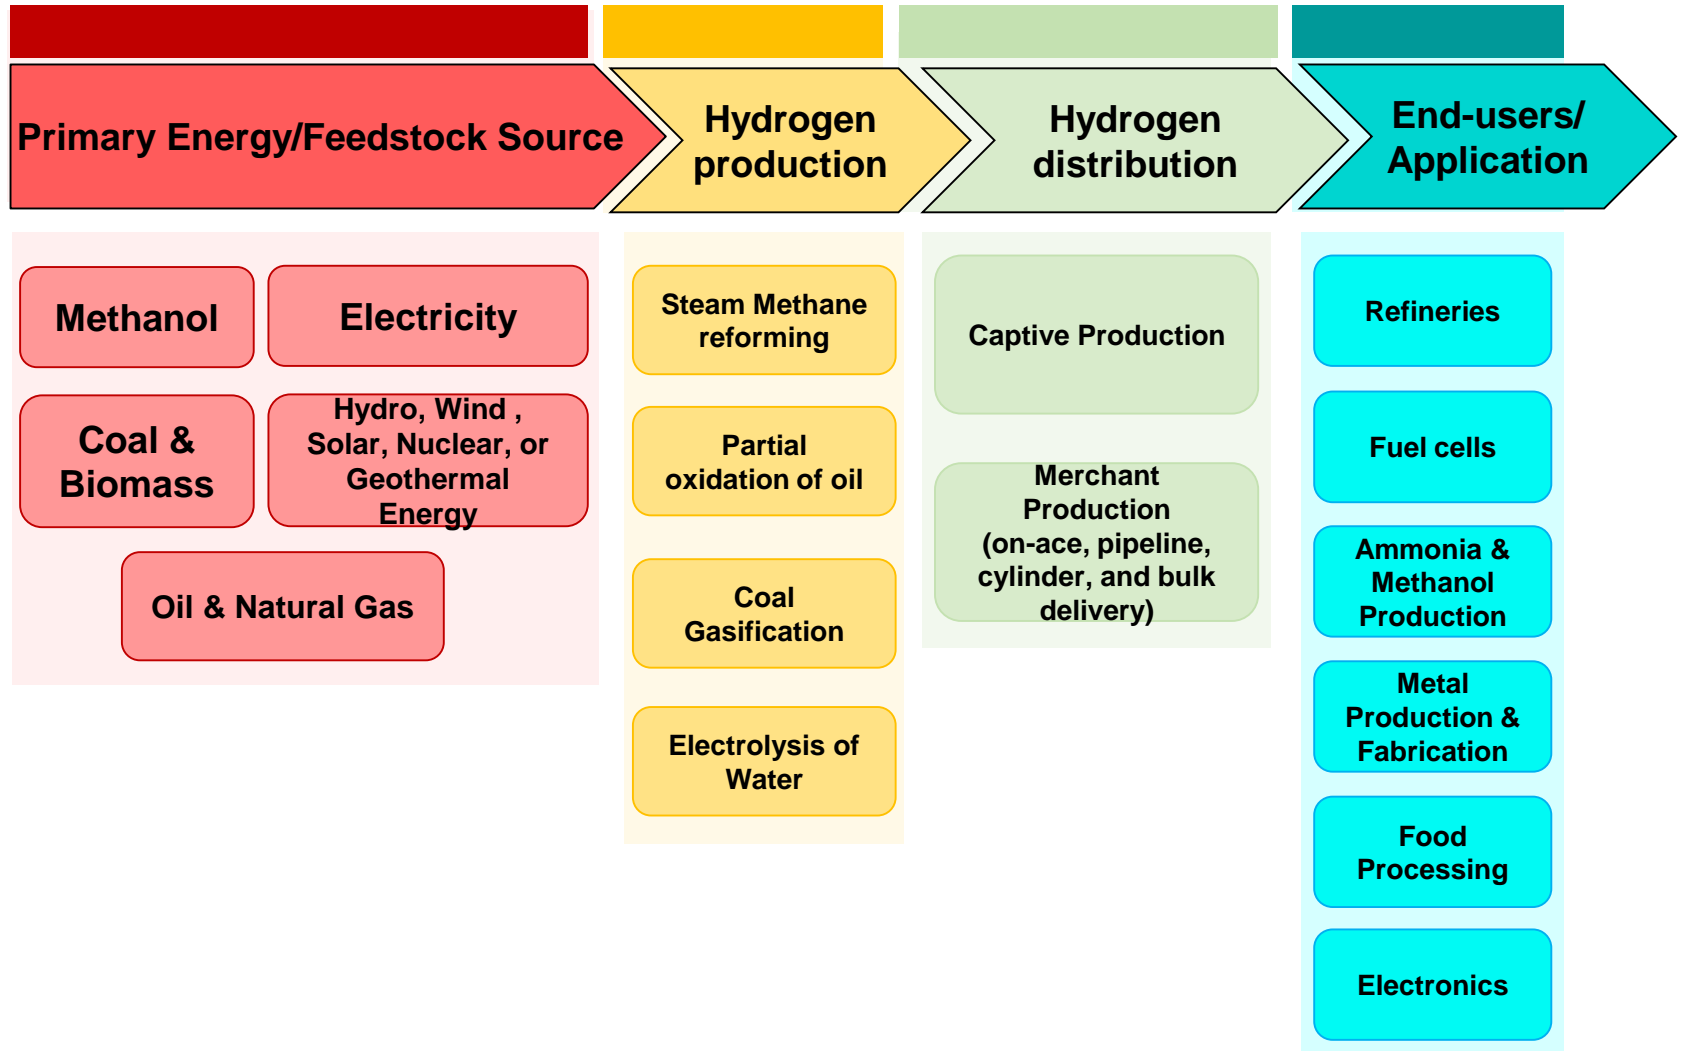 Primary Energy/Feedstock Source
Hydrogen
production
Hydrogen
distribution
End-users/
Application
Methanol
Electricity
Coal &
Biomass
Hydro, Wind ,
Solar, Nuclear, or
Geothermal
Energy
Oil & Natural Gas
Steam Methane
reforming
Partial
oxidation of oil
Coal
Gasification
Electrolysis of
Water
Captive Production
Merchant
Production
(on-ace, pipeline,
cylinder, and bulk
delivery)
Refineries
Fuel cells
Ammonia &
Methanol
Production
Metal
Production &
Fabrication
Food
Processing
Electronics